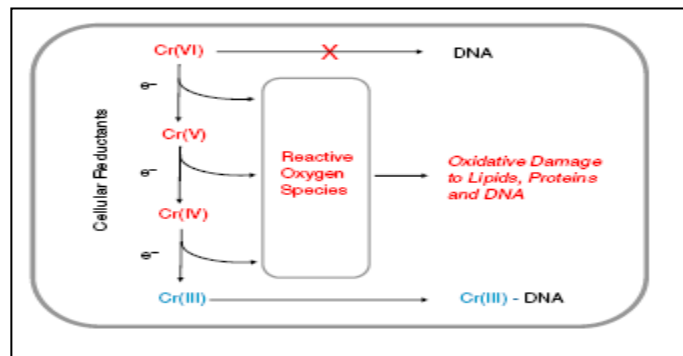 Cr(VI)
X
DNA
e⁻
Cr(V)
Cellular Reductants
Reactive
Oxygen
Species
Oxidative Damage
to Lipids, Proteins
and DNA
e⁻
Cr(IV)
e⁻
Cr(III)
Cr(III) - DNA